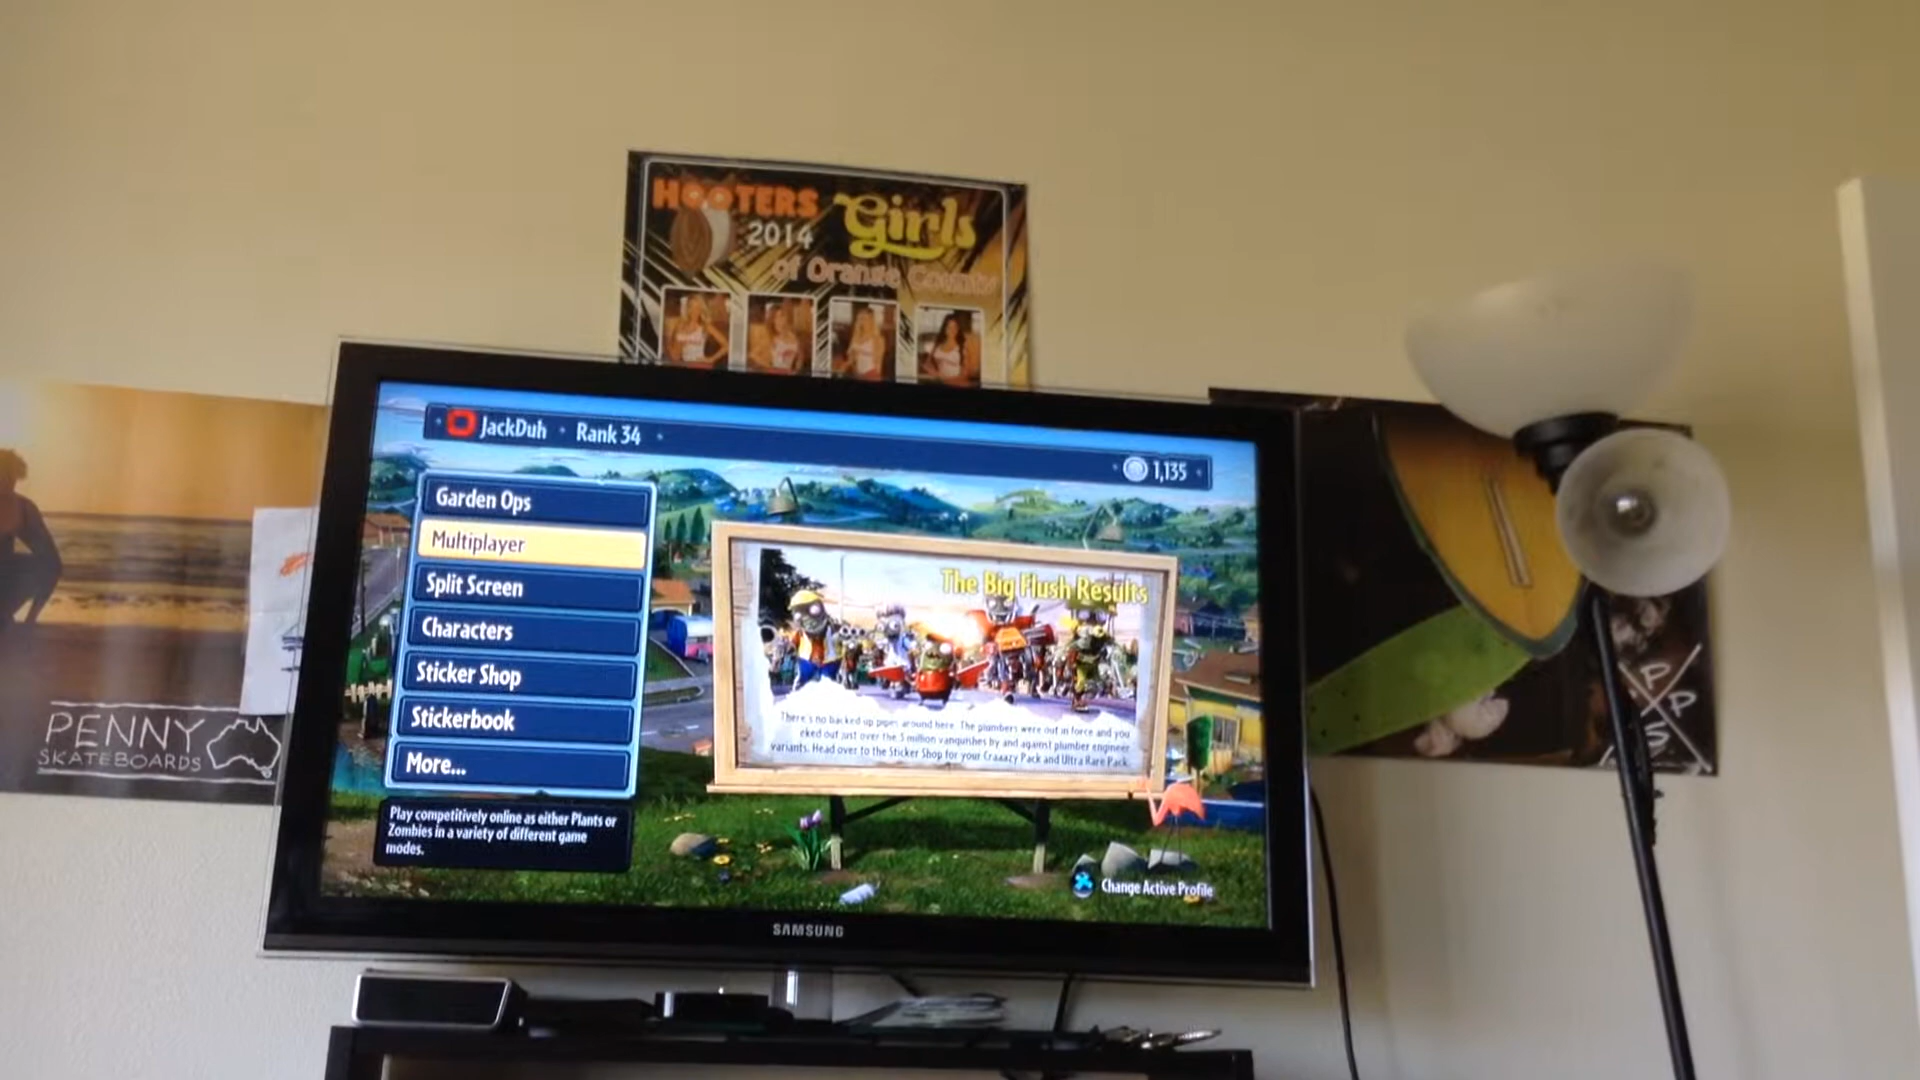 HOOTERS Girls
2014
of Orange County
JackDuh · Rank 34
1,135
Garden Ops
Multiplayer
Split Screen
Characters
Sticker Shop
Stickerbook
More...
Play competitively online as either Plants or
Zombies in a variety of different game
modes.
The Big Flush Results
There's no backed up pipes around here. The plumbers were out in force and you
eked out just over the 5 million vanquishes by and against plumber engineer
variants. Head over to the Sticker Shop for your Craaazy Pack and Ultra Rare Pack.
Change Active Profile
SAMSUNG
PENNY
SKATEBOARDS
P
P
S